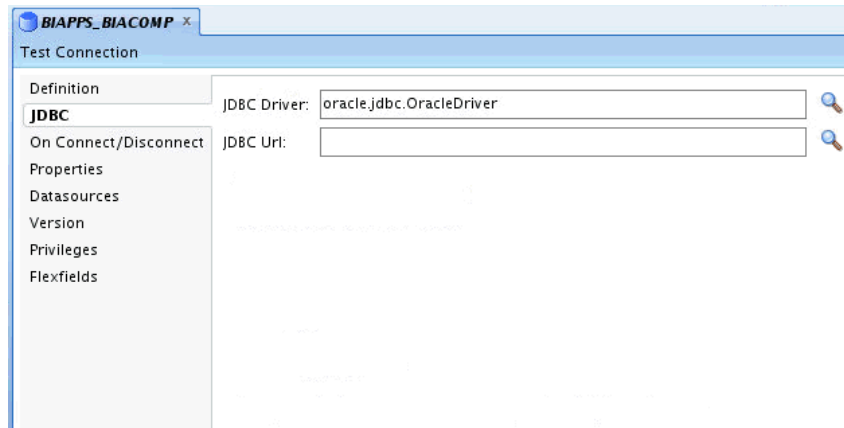 BIAPPS_BIACOMP x
Test Connection
Definition
JDBC
On Connect/Disconnect
Properties
Datasources
Version
Privileges
Flexfields
JDBC Driver: oracle.jdbc.OracleDriver
JDBC Url: